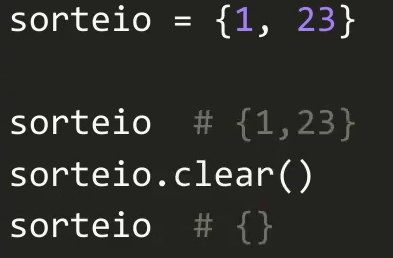 sorteio = {1, 23}
sorteio  # {1,23}
sorteio.clear()
sorteio  # {}